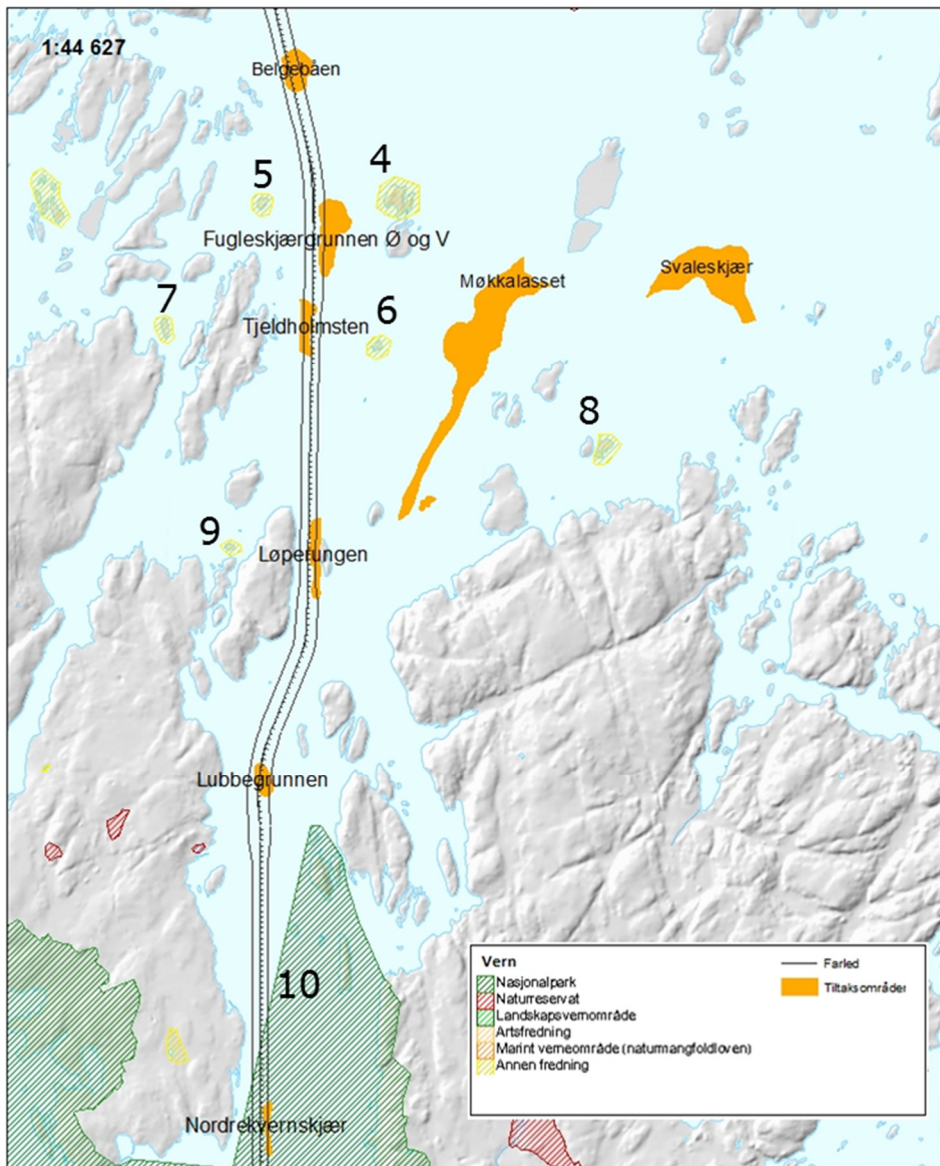 1:44 627
Belgebåen
5
4
Fugleskjærgrunnen Ø og V
Møkkalasset
Svaleskjær
7
Tjeldholmsten
6
8
9
Løperungen
Lubbegrunnen
10
Nordrekvernskjær
Vern
Nasjonalpark
Naturreservat
Landskapsvernområde
Artsfredning
Marint verneområde (naturmangfoldloven)
Annen fredning
Farled
Tiltaksområder